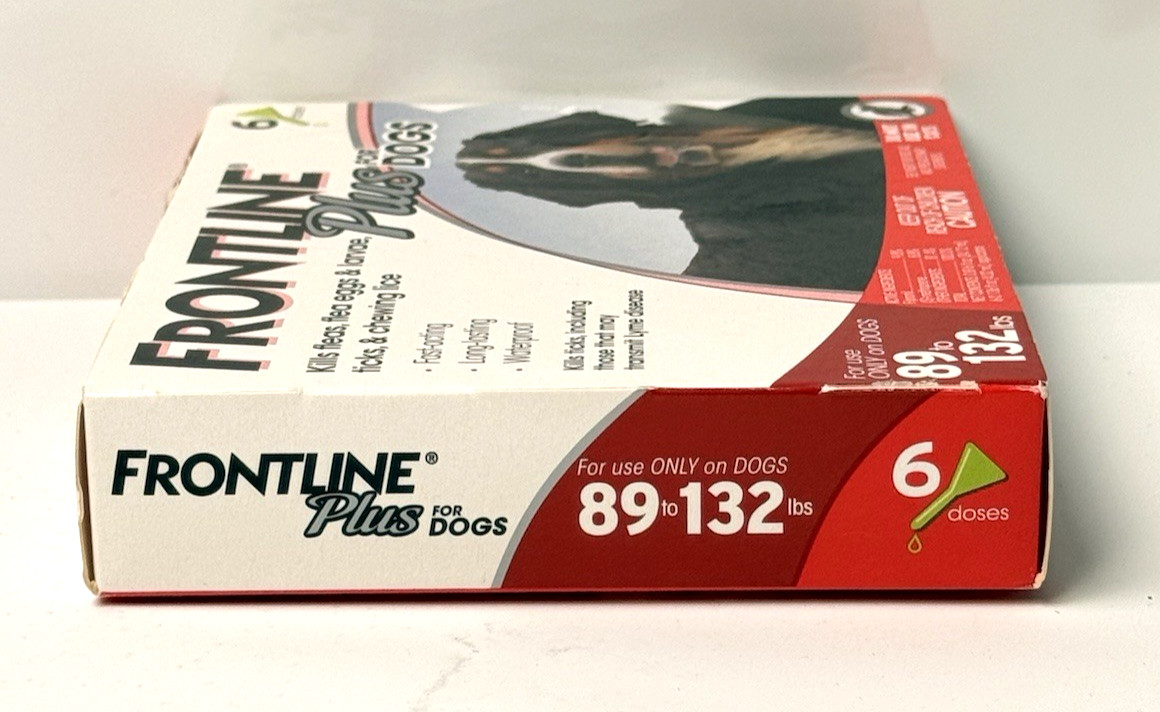 6
FRONTLINE®
Plus FOR DOGS
Kills fleas, flea eggs & larvae,
ticks, & chewing lice
• Fast-acting
• Long-lasting
• Waterproof
Kills ticks, including
those that may
transmit Lyme disease
KEEP OUT OF
REACH OF CHILDREN
CAUTION
For use
ONLY on DOGS
89 to
132 lbs
FRONTLINE®
Plus FOR DOGS
For use ONLY on DOGS
89 to 132 lbs
6
doses